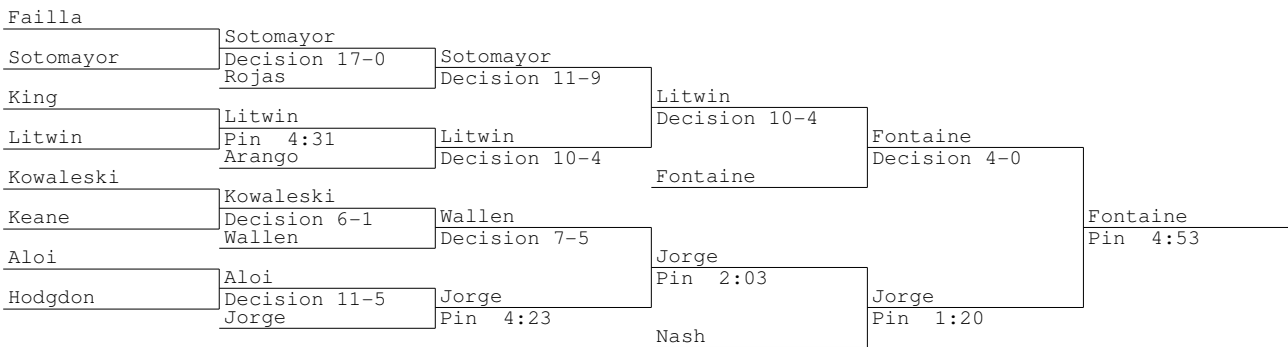 Failla
Sotomayor
Sotomayor
Decision 17-0
Sotomayor
Rojas
Decision 11-9
King
Litwin
Litwin
Decision 10-4
Litwin
Pin 4:31
Litwin
Fontaine
Arango
Decision 10-4
Decision 4-0
Kowaleski
Fontaine
Kowaleski
Keane
Decision 6-1
Wallen
Fontaine
Wallen
Decision 7-5
Pin 4:53
Aloi
Jorge
Aloi
Pin 2:03
Hodgdon
Decision 11-5
Jorge
Jorge
Jorge
Pin 4:23
Pin 1:20
Nash